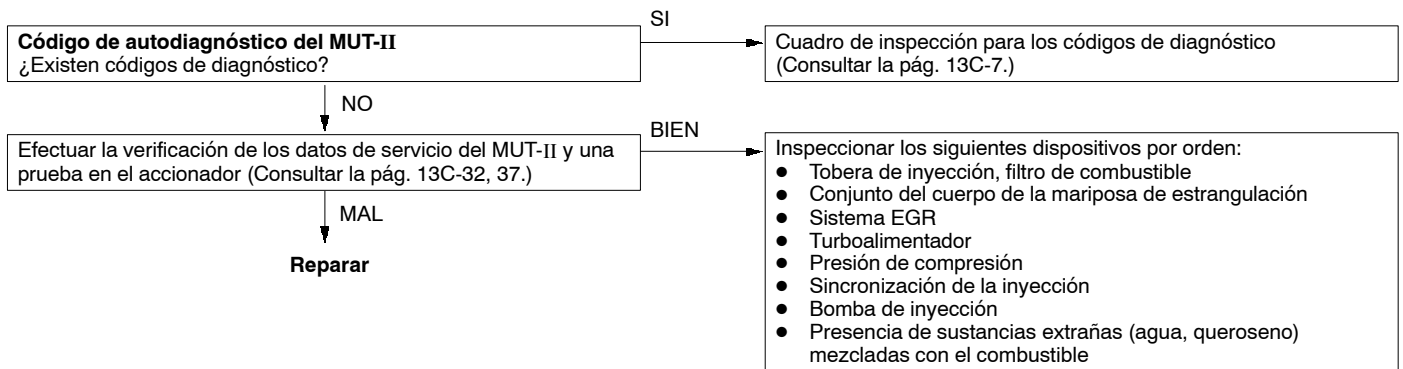 Código de autodiagnóstico del MUT-II
¿Existen códigos de diagnóstico?
SI
Cuadro de inspección para los códigos de diagnóstico
(Consultar la pág. 13C-7.)
NO
Efectuar la verificación de los datos de servicio del MUT-II y una
prueba en el accionador (Consultar la pág. 13C-32, 37.)
BIEN
Inspeccionar los siguientes dispositivos por orden:
● Tobera de inyección, filtro de combustible
● Conjunto del cuerpo de la mariposa de estrangulación
● Sistema EGR
● Turboalimentador
● Presión de compresión
● Sincronización de la inyección
● Bomba de inyección
● Presencia de sustancias extrañas (agua, queroseno)
mezcladas con el combustible
MAL
Reparar